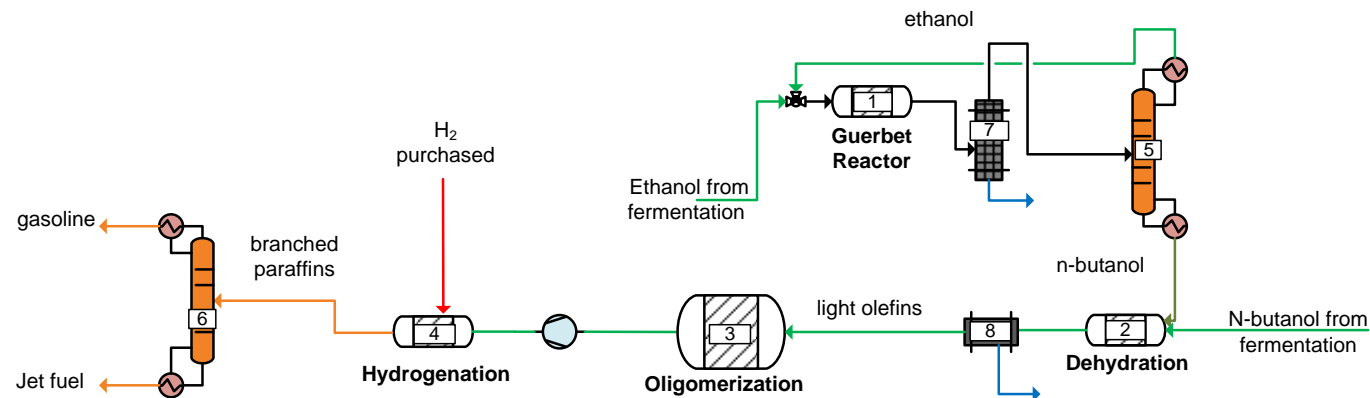 ethanol
1
7
5
Guerbet
Reactor
H₂
purchased
Ethanol from
fermentation
gasoline
branched
paraffins
n-butanol
light olefins
6
4
3
8
2
N-butanol from
fermentation
Hydrogenation
Oligomerization
Dehydration
Jet fuel